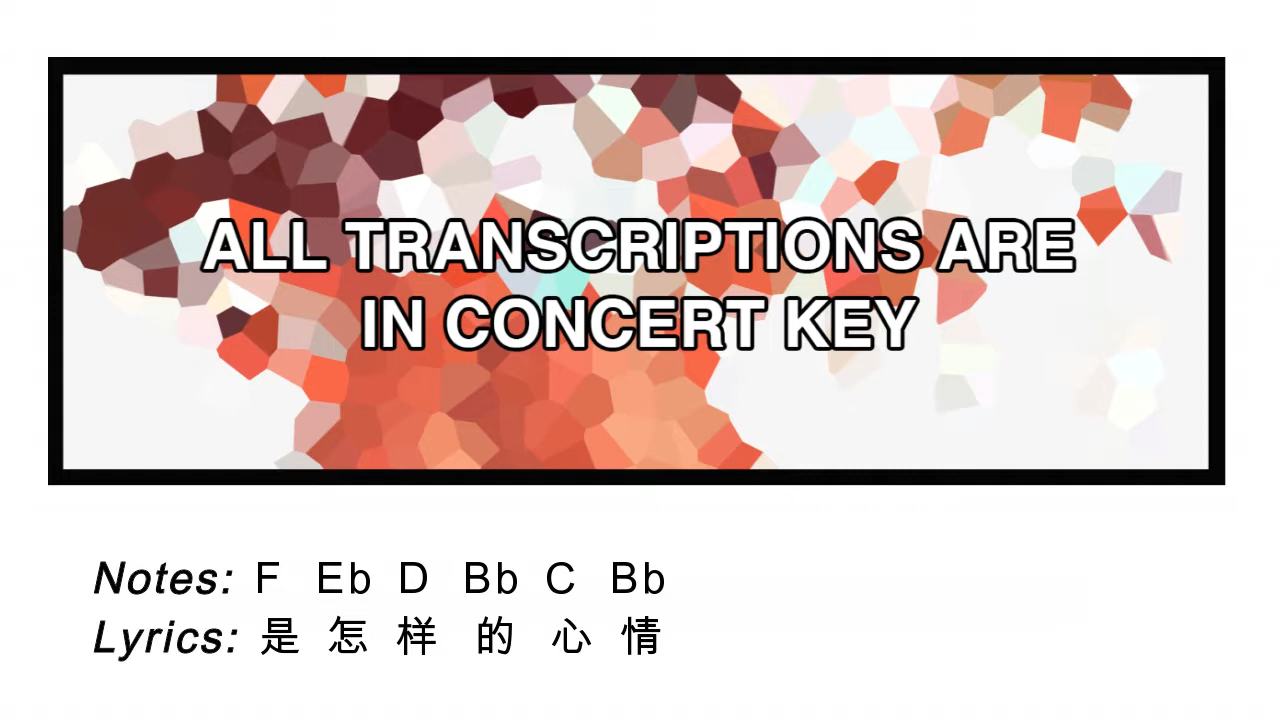 ALL TRANSCRIPTIONS ARE
IN CONCERT KEY
Notes: F Eb D Bb C Bb
Lyrics: 是 怎 样 的 心 情